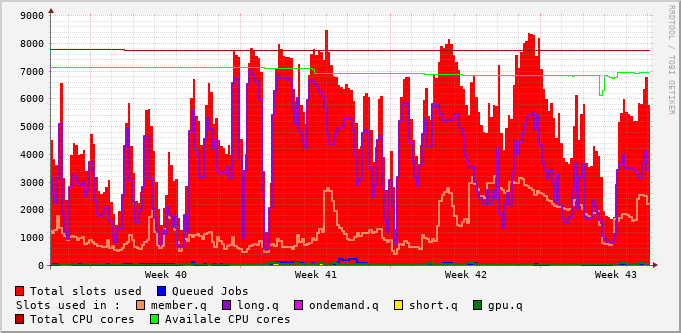 9000
8000
7000
6000
5000
4000
3000
2000
1000
0
Week 40 Week 41 Week 42 Week 43
RRDTOOL / TOBI OETIKER
Total slots used Queued Jobs
Slots used in : member.q long.q ondemand.q short.q gpu.q
Total CPU cores Availale CPU cores